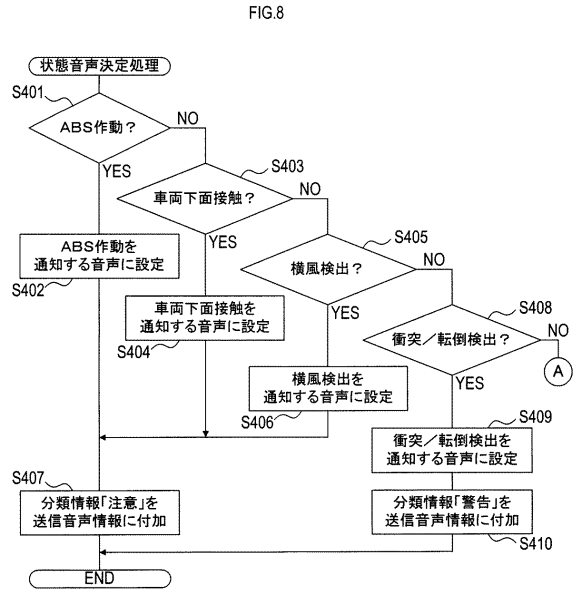 FIG.8
状態音声決定処理
S401
ABS作動？
NO
YES
S403
車両下面接触？
NO
YES
S405
横風検出？
NO
YES
S408
衝突／転倒検出？
NO
A
YES
ABS作動を
通知する音声に設定
S402
車両下面接触を
通知する音声に設定
S404
横風検出を
通知する音声に設定
S406
S409
衝突／転倒検出を
通知する音声に設定
S407
分類情報「注意」を
送信音声情報に付加
分類情報「警告」を
送信音声情報に付加
S410
END